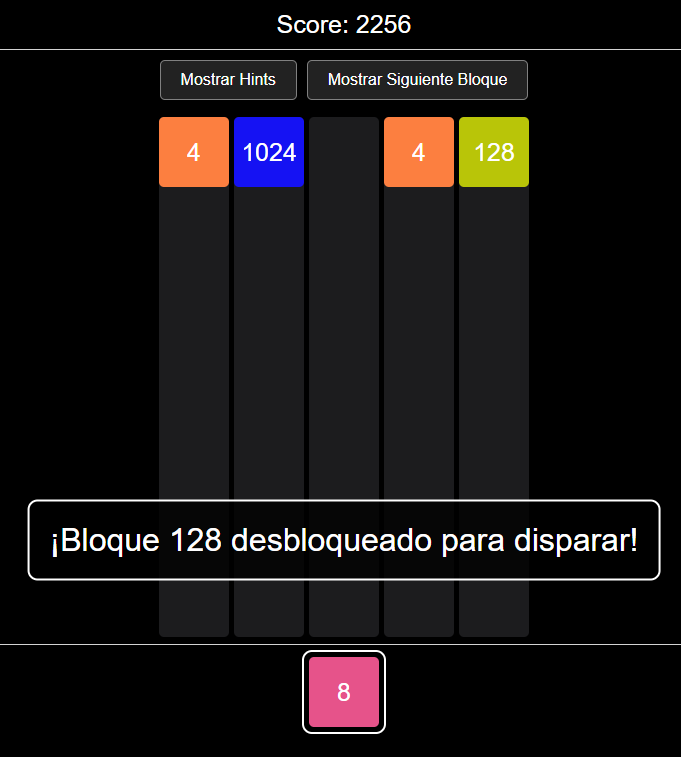 Score: 2256
Mostrar Hints Mostrar Siguiente Bloque
4 1024 4 128
¡Bloque 128 desbloqueado para disparar!
8